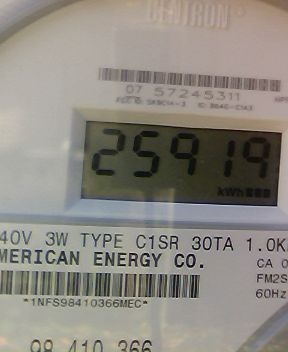 CENTRON®
07 57245311
25919
kWh
40V 3W TYPE C1SR 30TA 1.0K
MERICAN ENERGY CO.
CA 0
FM2S
*1NFS98410366MEC*
60Hz
98 410 366